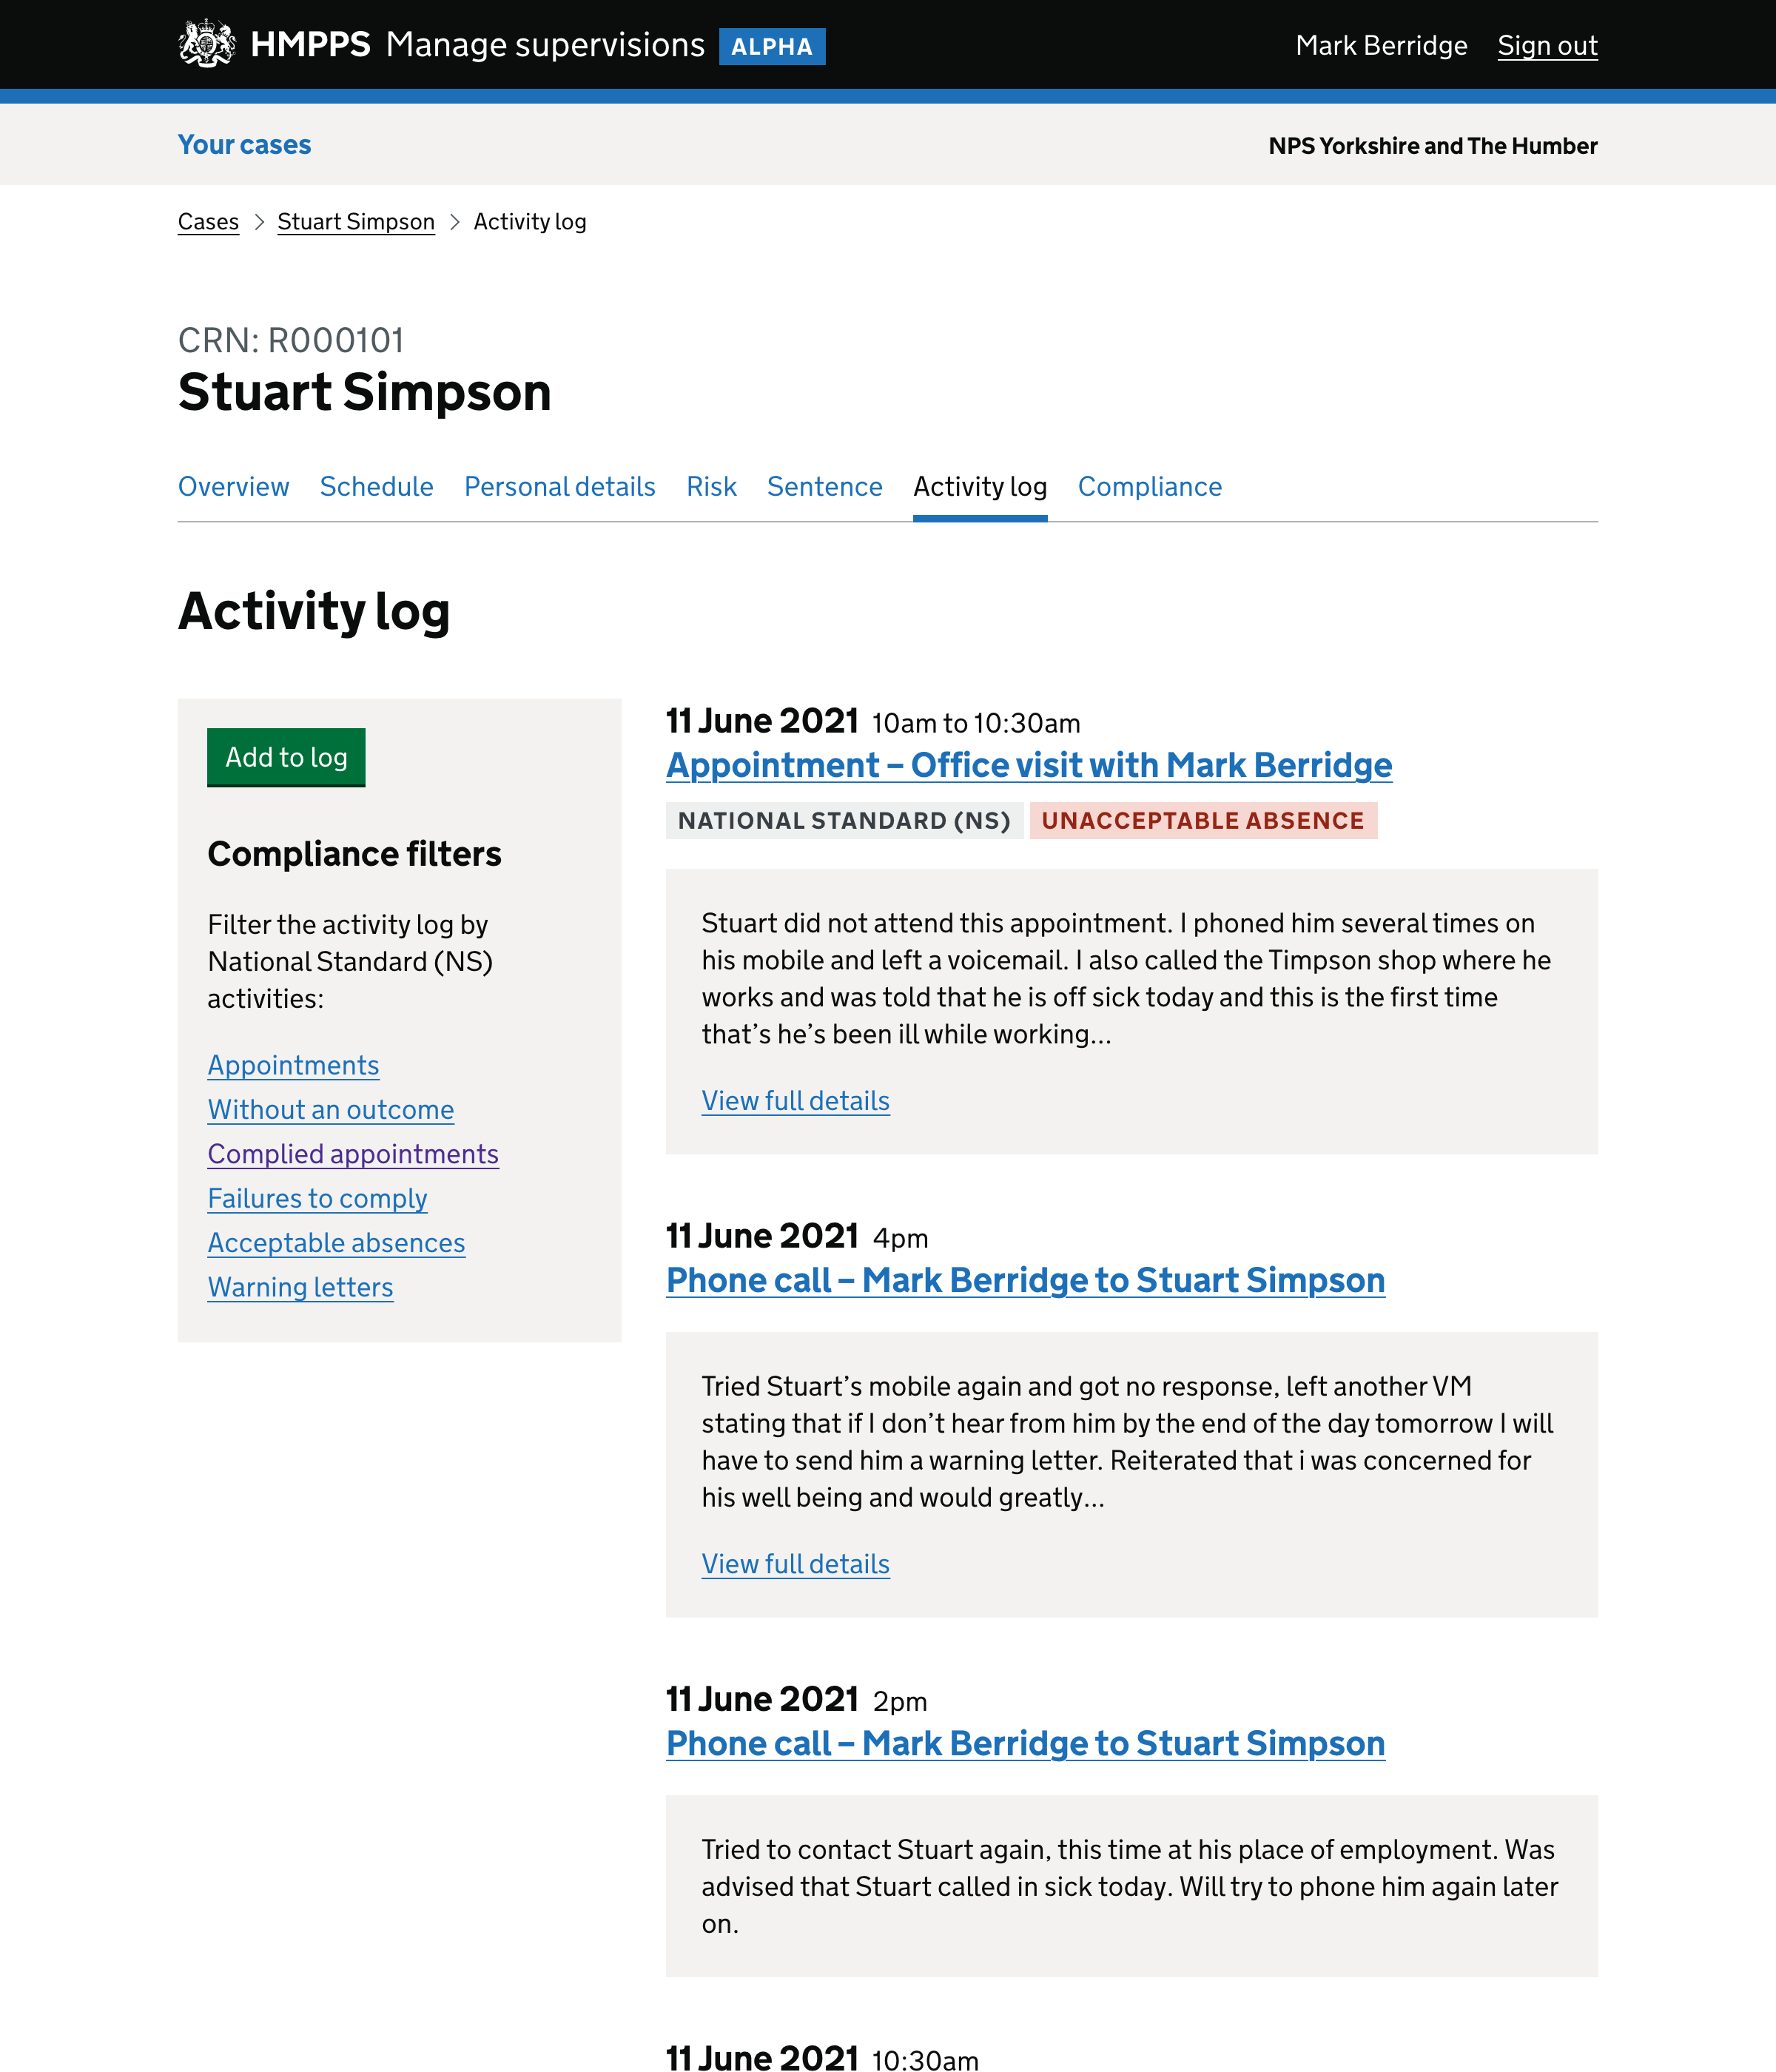 HMPPS Manage supervisions ALPHA
Mark Berridge Sign out
Your cases
NPS Yorkshire and The Humber
Cases > Stuart Simpson > Activity log
CRN: R000101
Stuart Simpson
Overview Schedule Personal details Risk Sentence Activity log Compliance
Activity log
Add to log
Compliance filters
Filter the activity log by
National Standard (NS)
activities:
Appointments
Without an outcome
Complied appointments
Failures to comply
Acceptable absences
Warning letters
11 June 2021 10am to 10:30am
Appointment – Office visit with Mark Berridge
NATIONAL STANDARD (NS) UNACCEPTABLE ABSENCE
Stuart did not attend this appointment. I phoned him several times on
his mobile and left a voicemail. I also called the Timpson shop where he
works and was told that he is off sick today and this is the first time
that’s he’s been ill while working…
View full details
11 June 2021 4pm
Phone call – Mark Berridge to Stuart Simpson
Tried Stuart’s mobile again and got no response, left another VM
stating that if I don’t hear from him by the end of the day tomorrow I will
have to send him a warning letter. Reiterated that i was concerned for
his well being and would greatly…
View full details
11 June 2021 2pm
Phone call – Mark Berridge to Stuart Simpson
Tried to contact Stuart again, this time at his place of employment. Was
advised that Stuart called in sick today. Will try to phone him again later
on.
11 June 2021 10:30am